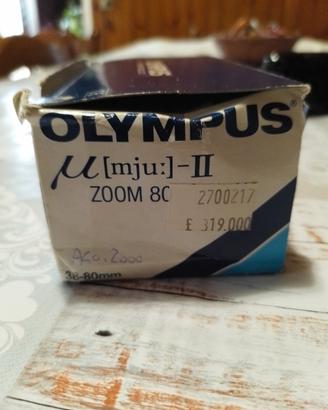 OLYMPUS®
µ[mju:]-II
ZOOM 80
2700217
£ 319.000
AGO. 2000
38-80mm